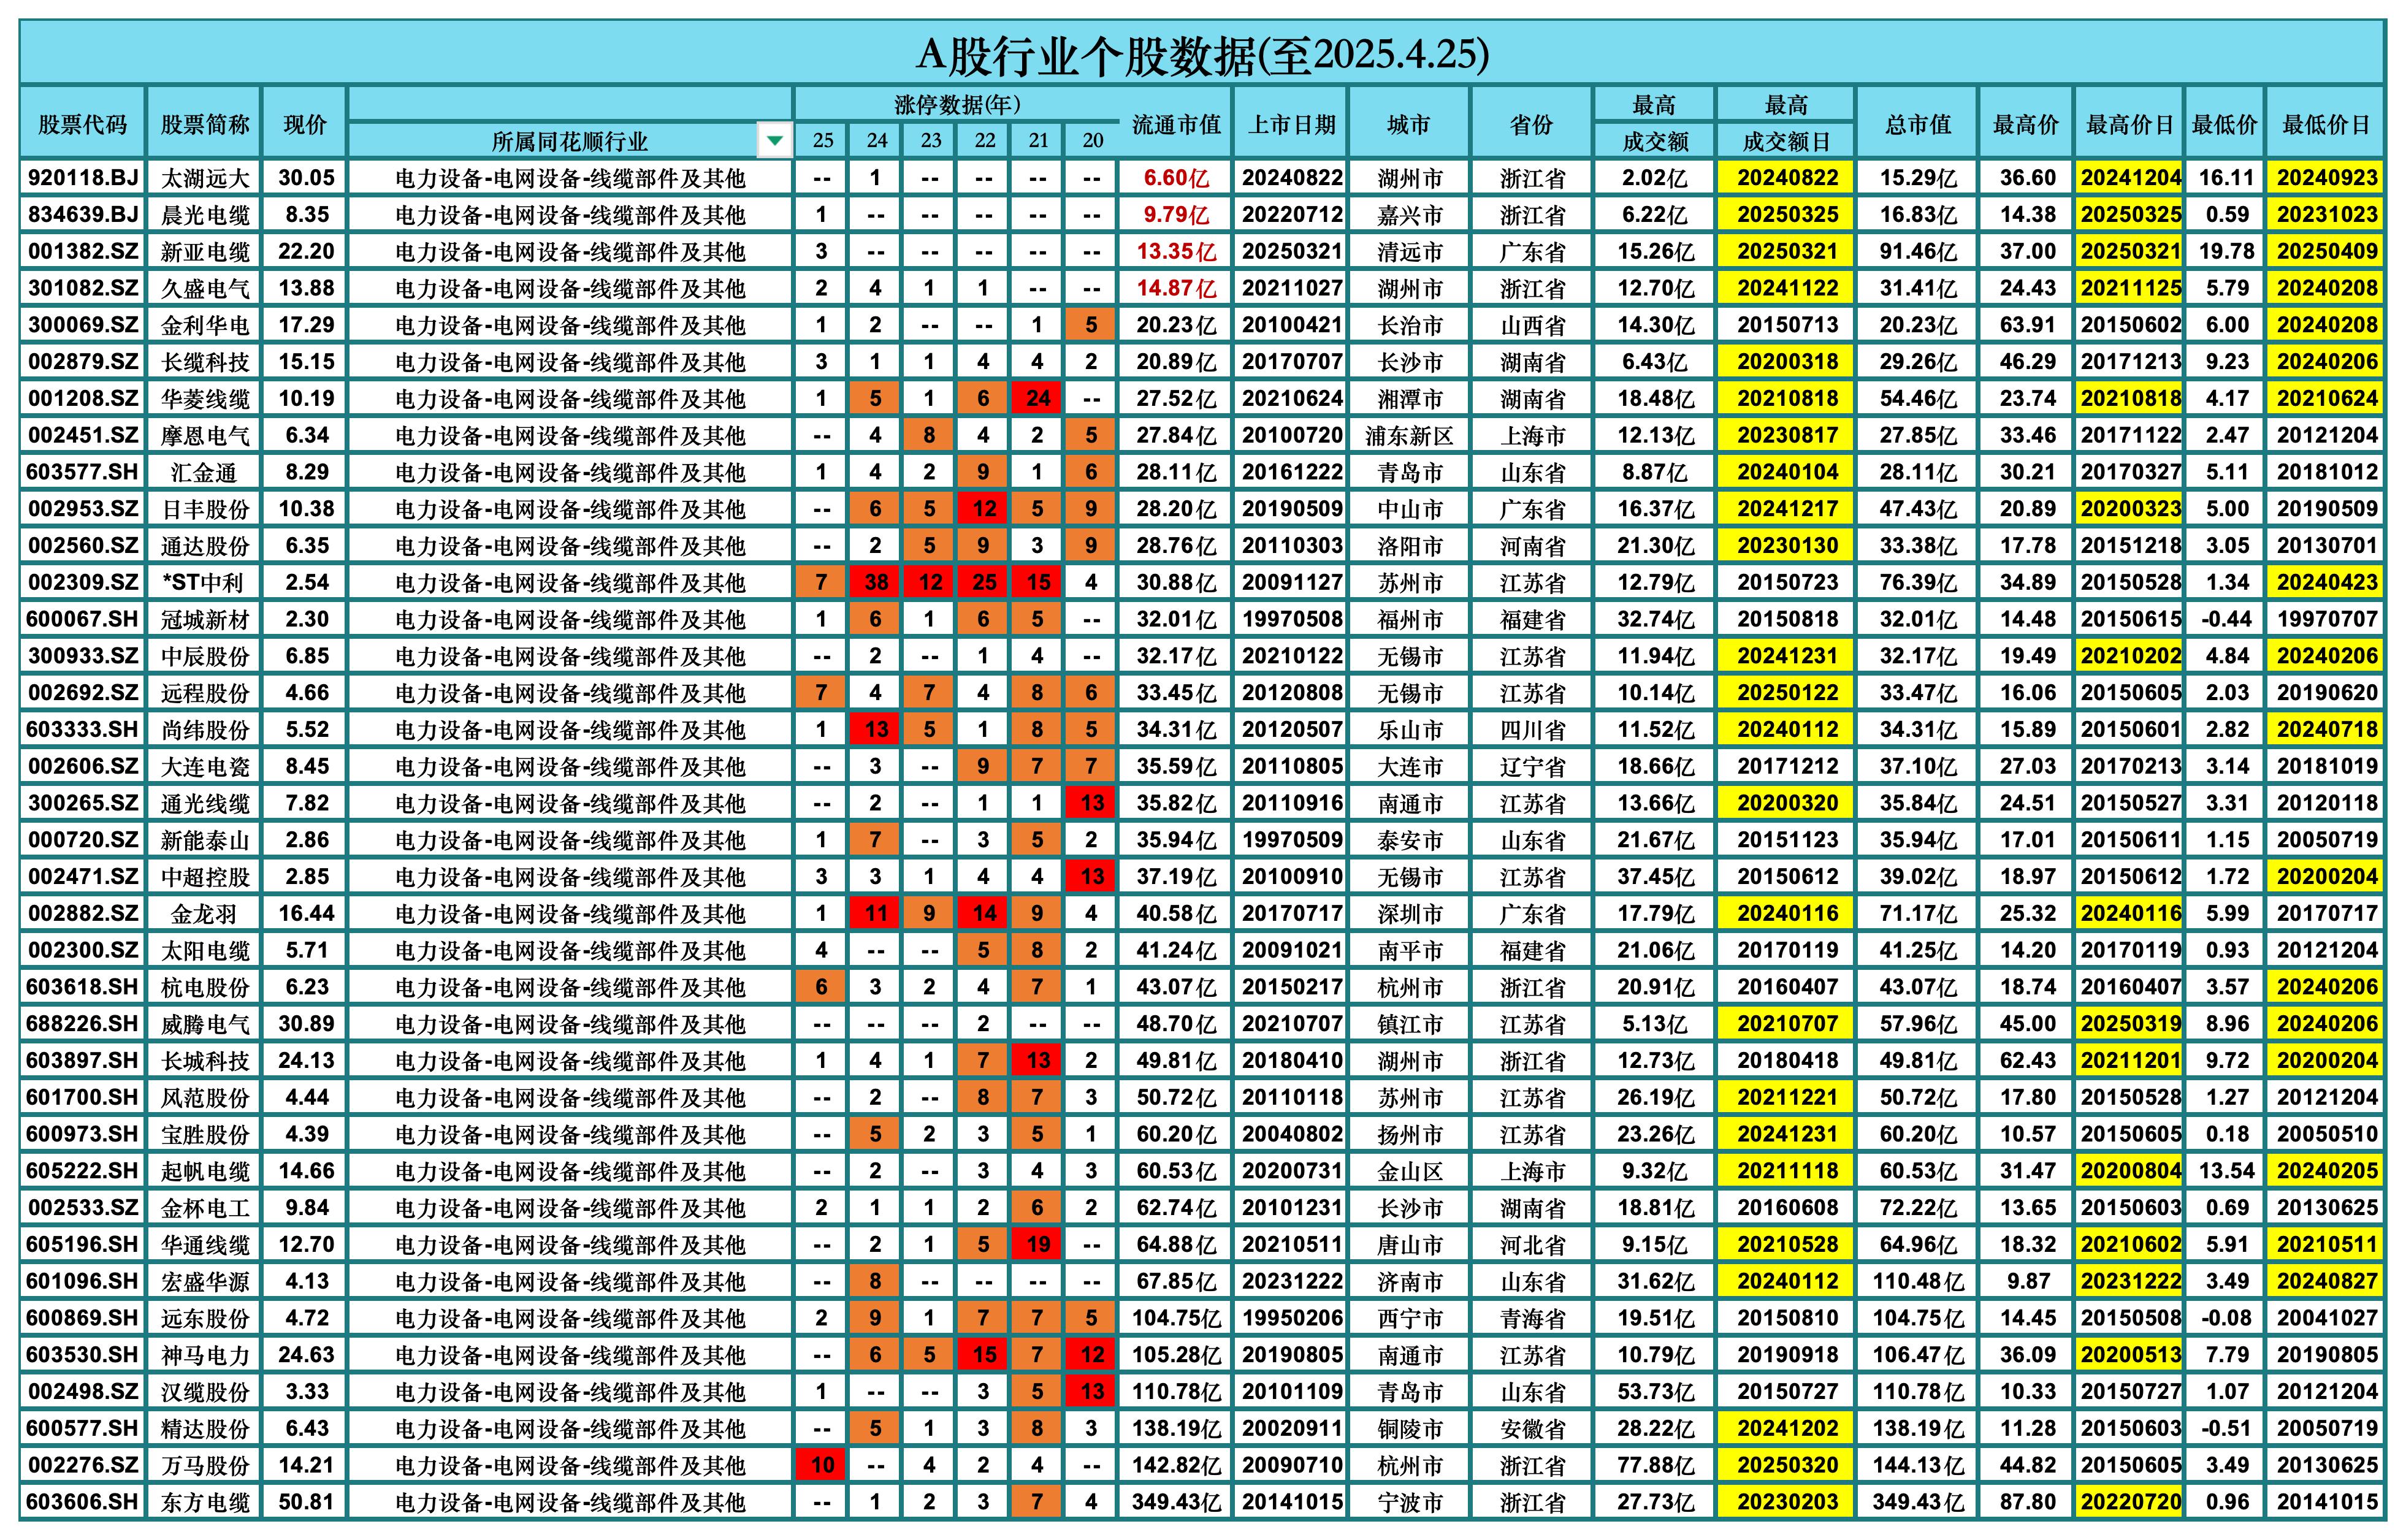 A股行业个股数据(至2025.4.25)
股票代码 股票简称 现价 所属同花顺行业 涨停数据(年) 25 24 23 22 21 20 流通市值 上市日期 城市 省份 最高成交额 最高成交额日 总市值 最高价 最高价日 最低价 最低价日
920118.BJ 太湖远大 30.05 电力设备-电网设备-线缆部件及其他 -- 1 -- -- -- -- 6.60亿 20240822 湖州市 浙江省 2.02亿 20240822 15.29亿 36.60 20241204 16.11 20240923
834639.BJ 晨光电缆 8.35 电力设备-电网设备-线缆部件及其他 1 -- -- -- -- -- 9.79亿 20220712 嘉兴市 浙江省 6.22亿 20250325 16.83亿 14.38 20250325 0.59 20231023
001382.SZ 新亚电缆 22.20 电力设备-电网设备-线缆部件及其他 3 -- -- -- -- -- 13.35亿 20250321 清远市 广东省 15.26亿 20250321 91.46亿 37.00 20250321 19.78 20250409
301082.SZ 久盛电气 13.88 电力设备-电网设备-线缆部件及其他 2 4 1 1 -- -- 14.87亿 20211027 湖州市 浙江省 12.70亿 20241122 31.41亿 24.43 20211125 5.79 20240208
300069.SZ 金利华电 17.29 电力设备-电网设备-线缆部件及其他 1 2 -- -- 1 5 20.23亿 20100421 长治市 山西省 14.30亿 20150713 20.23亿 63.91 20150602 6.00 20240208
002879.SZ 长缆科技 15.15 电力设备-电网设备-线缆部件及其他 3 1 1 4 4 2 20.89亿 20170707 长沙市 湖南省 6.43亿 20200318 29.26亿 46.29 20171213 9.23 20240206
001208.SZ 华菱线缆 10.19 电力设备-电网设备-线缆部件及其他 1 5 1 6 24 -- 27.52亿 20210624 湘潭市 湖南省 18.48亿 20210818 54.46亿 23.74 20210818 4.17 20210624
002451.SZ 摩恩电气 6.34 电力设备-电网设备-线缆部件及其他 -- 4 8 4 2 5 27.84亿 20100720 浦东新区 上海市 12.13亿 20230817 27.85亿 33.46 20171122 2.47 20121204
603577.SH 汇金通 8.29 电力设备-电网设备-线缆部件及其他 1 4 2 9 1 6 28.11亿 20161222 青岛市 山东省 8.87亿 20240104 28.11亿 30.21 20170327 5.11 20181012
002953.SZ 日丰股份 10.38 电力设备-电网设备-线缆部件及其他 -- 6 5 12 5 9 28.20亿 20190509 中山市 广东省 16.37亿 20241217 47.43亿 20.89 20200323 5.00 20190509
002560.SZ 通达股份 6.35 电力设备-电网设备-线缆部件及其他 -- 2 5 9 3 9 28.76亿 20110303 洛阳市 河南省 21.30亿 20230130 33.38亿 17.78 20151218 3.05 20130701
002309.SZ *ST中利 2.54 电力设备-电网设备-线缆部件及其他 7 38 12 25 15 4 30.88亿 20091127 苏州市 江苏省 12.79亿 20150723 76.39亿 34.89 20150528 1.34 20240423
600067.SH 冠城新材 2.30 电力设备-电网设备-线缆部件及其他 1 6 1 6 5 -- 32.01亿 19970508 福州市 福建省 32.74亿 20150818 32.01亿 14.48 20150615 -0.44 19970707
300933.SZ 中辰股份 6.85 电力设备-电网设备-线缆部件及其他 -- 2 -- 1 4 -- 32.17亿 20210122 无锡市 江苏省 11.94亿 20241231 32.17亿 19.49 20210202 4.84 20240206
002692.SZ 远程股份 4.66 电力设备-电网设备-线缆部件及其他 7 4 7 4 8 6 33.45亿 20120808 无锡市 江苏省 10.14亿 20250122 33.47亿 16.06 20150605 2.03 20190620
603333.SH 尚纬股份 5.52 电力设备-电网设备-线缆部件及其他 1 13 5 1 8 5 34.31亿 20120507 乐山市 四川省 11.52亿 20240112 34.31亿 15.89 20150601 2.82 20240718
002606.SZ 大连电瓷 8.45 电力设备-电网设备-线缆部件及其他 -- 3 -- 9 7 7 35.59亿 20110805 大连市 辽宁省 18.66亿 20171212 37.10亿 27.03 20170213 3.14 20181019
300265.SZ 通光线缆 7.82 电力设备-电网设备-线缆部件及其他 -- 2 -- 1 1 13 35.82亿 20110916 南通市 江苏省 13.66亿 20200320 35.84亿 24.51 20150527 3.31 20120118
000720.SZ 新能泰山 2.86 电力设备-电网设备-线缆部件及其他 1 7 -- 3 5 2 35.94亿 19970509 泰安市 山东省 21.67亿 20151123 35.94亿 17.01 20150611 1.15 20050719
002471.SZ 中超控股 2.85 电力设备-电网设备-线缆部件及其他 3 3 1 4 4 13 37.19亿 20100910 无锡市 江苏省 37.45亿 20150612 39.02亿 18.97 20150612 1.72 20200204
002882.SZ 金龙羽 16.44 电力设备-电网设备-线缆部件及其他 1 11 9 14 9 4 40.58亿 20170717 深圳市 广东省 17.79亿 20240116 71.17亿 25.32 20240116 5.99 20170717
002300.SZ 太阳电缆 5.71 电力设备-电网设备-线缆部件及其他 4 -- -- 5 8 2 41.24亿 20091021 南平市 福建省 21.06亿 20170119 41.25亿 14.20 20170119 0.93 20121204
603618.SH 杭电股份 6.23 电力设备-电网设备-线缆部件及其他 6 3 2 4 7 1 43.07亿 20150217 杭州市 浙江省 20.91亿 20160407 43.07亿 18.74 20160407 3.57 20240206
688226.SH 威腾电气 30.89 电力设备-电网设备-线缆部件及其他 -- -- -- 2 -- -- 48.70亿 20210707 镇江市 江苏省 5.13亿 20210707 57.96亿 45.00 20250319 8.96 20240206
603897.SH 长城科技 24.13 电力设备-电网设备-线缆部件及其他 1 4 1 7 13 2 49.81亿 20180410 湖州市 浙江省 12.73亿 20180418 49.81亿 62.43 20211201 9.72 20200204
601700.SH 风范股份 4.44 电力设备-电网设备-线缆部件及其他 -- 2 -- 8 7 3 50.72亿 20110118 苏州市 江苏省 26.19亿 20211221 50.72亿 17.80 20150528 1.27 20121204
600973.SH 宝胜股份 4.39 电力设备-电网设备-线缆部件及其他 -- 5 2 3 5 1 60.20亿 20040802 扬州市 江苏省 23.26亿 20241231 60.20亿 10.57 20150605 0.18 20050510
605222.SH 起帆电缆 14.66 电力设备-电网设备-线缆部件及其他 -- 2 -- 3 4 3 60.53亿 20200731 金山区 上海市 9.32亿 20211118 60.53亿 31.47 20200804 13.54 20240205
002533.SZ 金杯电工 9.84 电力设备-电网设备-线缆部件及其他 2 1 1 2 6 2 62.74亿 20101231 长沙市 湖南省 18.81亿 20160608 72.22亿 13.65 20150603 0.69 20130625
605196.SH 华通线缆 12.70 电力设备-电网设备-线缆部件及其他 -- 2 1 5 19 -- 64.88亿 20210511 唐山市 河北省 9.15亿 20210528 64.96亿 18.32 20210602 5.91 20210511
601096.SH 宏盛华源 4.13 电力设备-电网设备-线缆部件及其他 -- 8 -- -- -- -- 67.85亿 20231222 济南市 山东省 31.62亿 20240112 110.48亿 9.87 20231222 3.49 20240827
600869.SH 远东股份 4.72 电力设备-电网设备-线缆部件及其他 2 9 1 7 7 5 104.75亿 19950206 西宁市 青海省 19.51亿 20150810 104.75亿 14.45 20150508 -0.08 20041027
603530.SH 神马电力 24.63 电力设备-电网设备-线缆部件及其他 -- 6 5 15 7 12 105.28亿 20190805 南通市 江苏省 10.79亿 20190918 106.47亿 36.09 20200513 7.79 20190805
002498.SZ 汉缆股份 3.33 电力设备-电网设备-线缆部件及其他 1 -- -- 3 5 13 110.78亿 20101109 青岛市 山东省 53.73亿 20150727 110.78亿 10.33 20150727 1.07 20121204
600577.SH 精达股份 6.43 电力设备-电网设备-线缆部件及其他 -- 5 1 3 8 3 138.19亿 20020911 铜陵市 安徽省 28.22亿 20241202 138.19亿 11.28 20150603 -0.51 20050719
002276.SZ 万马股份 14.21 电力设备-电网设备-线缆部件及其他 10 -- 4 2 4 -- 142.82亿 20090710 杭州市 浙江省 77.88亿 20250320 144.13亿 44.82 20150605 3.49 20130625
603606.SH 东方电缆 50.81 电力设备-电网设备-线缆部件及其他 -- 1 2 3 7 4 349.43亿 20141015 宁波市 浙江省 27.73亿 20230203 349.43亿 87.80 20220720 0.96 20141015